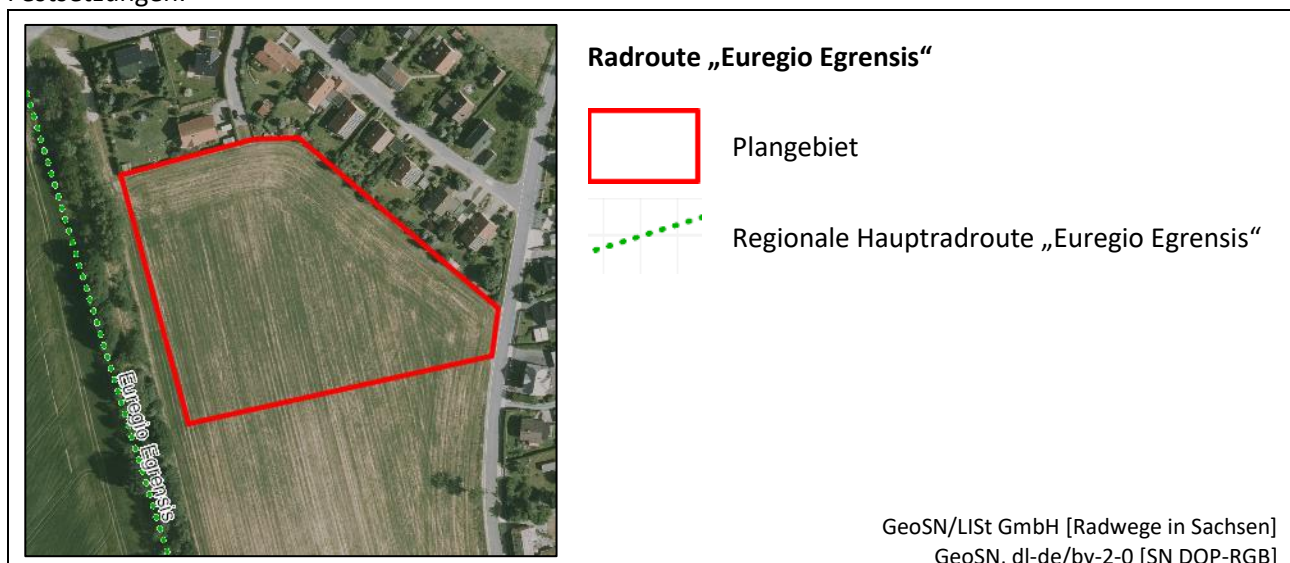 Festsetzungen.
Radroute „Euregio Egrensis“
Plangebiet
Regionale Hauptradroute „Euregio Egrensis“
Euregio Egrensis
GeoSN/LISt GmbH [Radwege in Sachsen]
GeoSN, dl-de/by-2-0 [SN DOP-RGB]